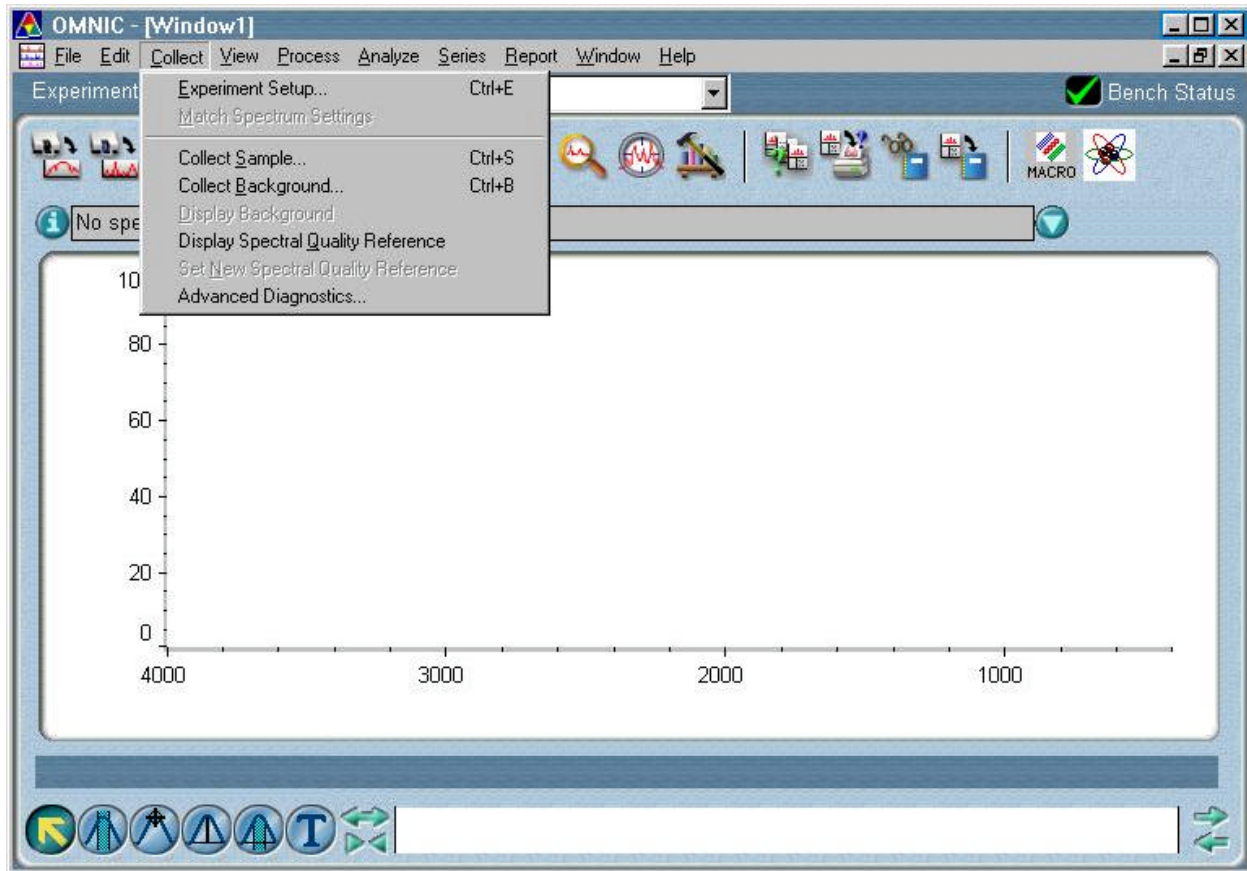 OMNIC - [Window1]
File Edit Collect View Process Analyze Series Report Window Help
Experiment
Bench Status
Experiment Setup... Ctrl+E
Match Spectrum Settings
Collect Sample... Ctrl+S
Collect Background... Ctrl+B
Display Background
Display Spectral Quality Reference
Set New Spectral Quality Reference
Advanced Diagnostics...
MACRO
No spe
10
80
60
40
20
0
4000 3000 2000 1000
T